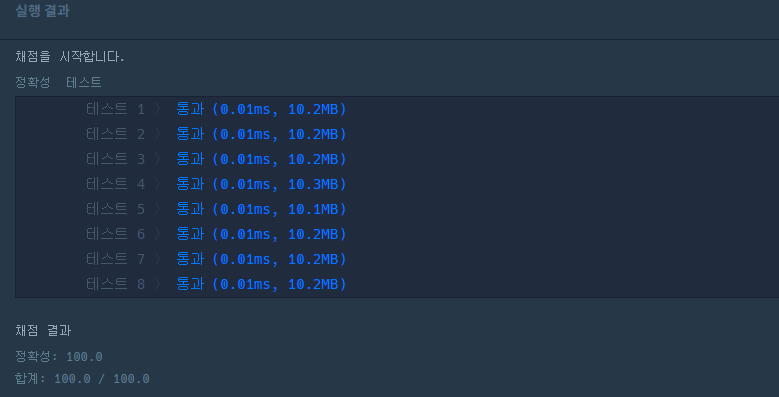 실행 결과
채점을 시작합니다.
정확성 테스트
테스트 1 〉 통과 (0.01ms, 10.2MB)
테스트 2 〉 통과 (0.01ms, 10.2MB)
테스트 3 〉 통과 (0.01ms, 10.2MB)
테스트 4 〉 통과 (0.01ms, 10.3MB)
테스트 5 〉 통과 (0.01ms, 10.1MB)
테스트 6 〉 통과 (0.01ms, 10.2MB)
테스트 7 〉 통과 (0.01ms, 10.2MB)
테스트 8 〉 통과 (0.01ms, 10.2MB)
채점 결과
정확성: 100.0
합계: 100.0 / 100.0